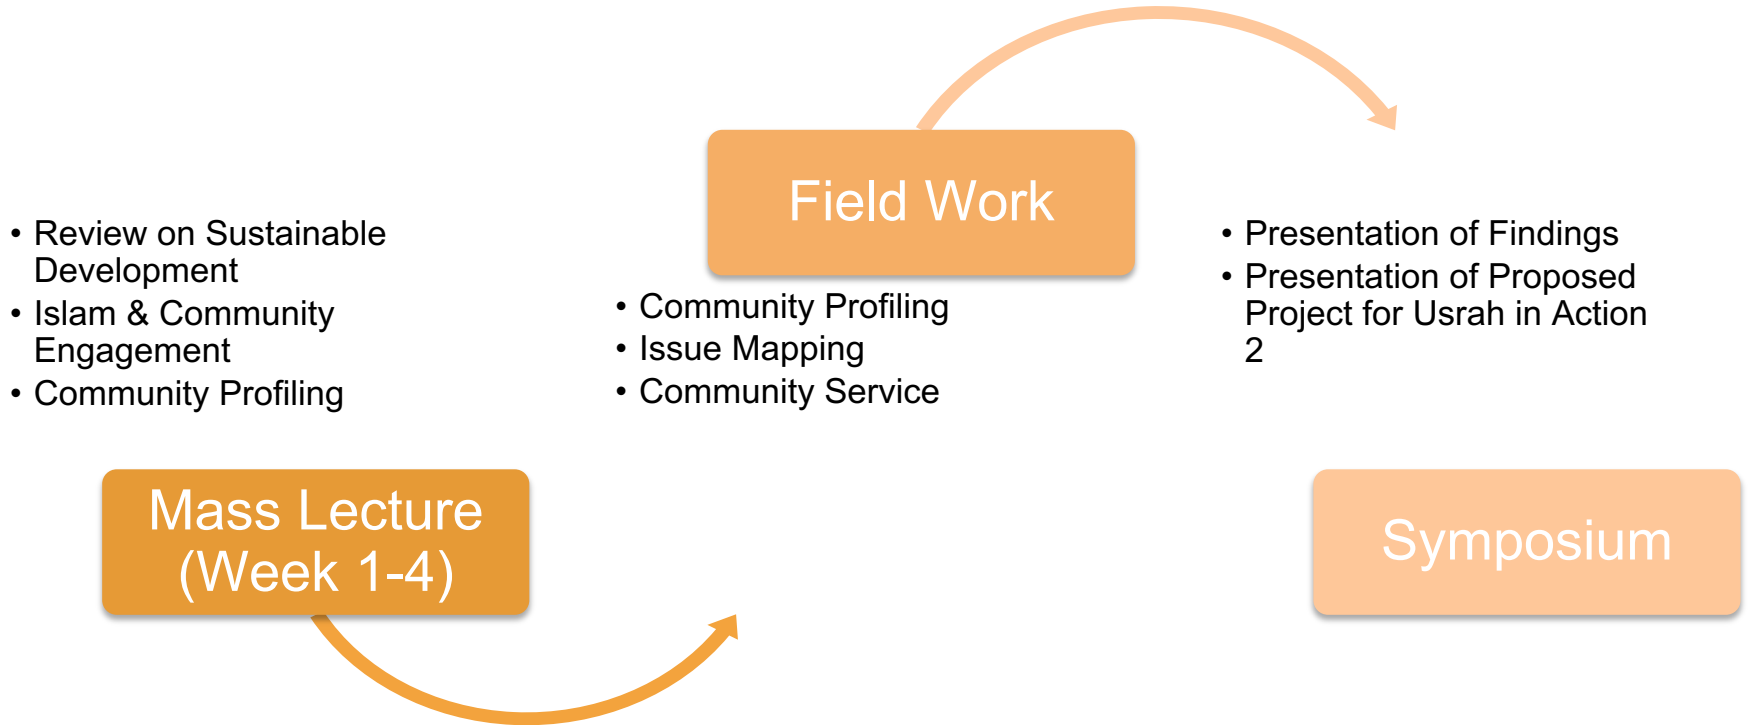 • Review on Sustainable
Development
• Islam & Community
Engagement
• Community Profiling
Mass Lecture
(Week 1-4)
Field Work
• Community Profiling
• Issue Mapping
• Community Service
• Presentation of Findings
• Presentation of Proposed
Project for Usrah in Action
2
Symposium